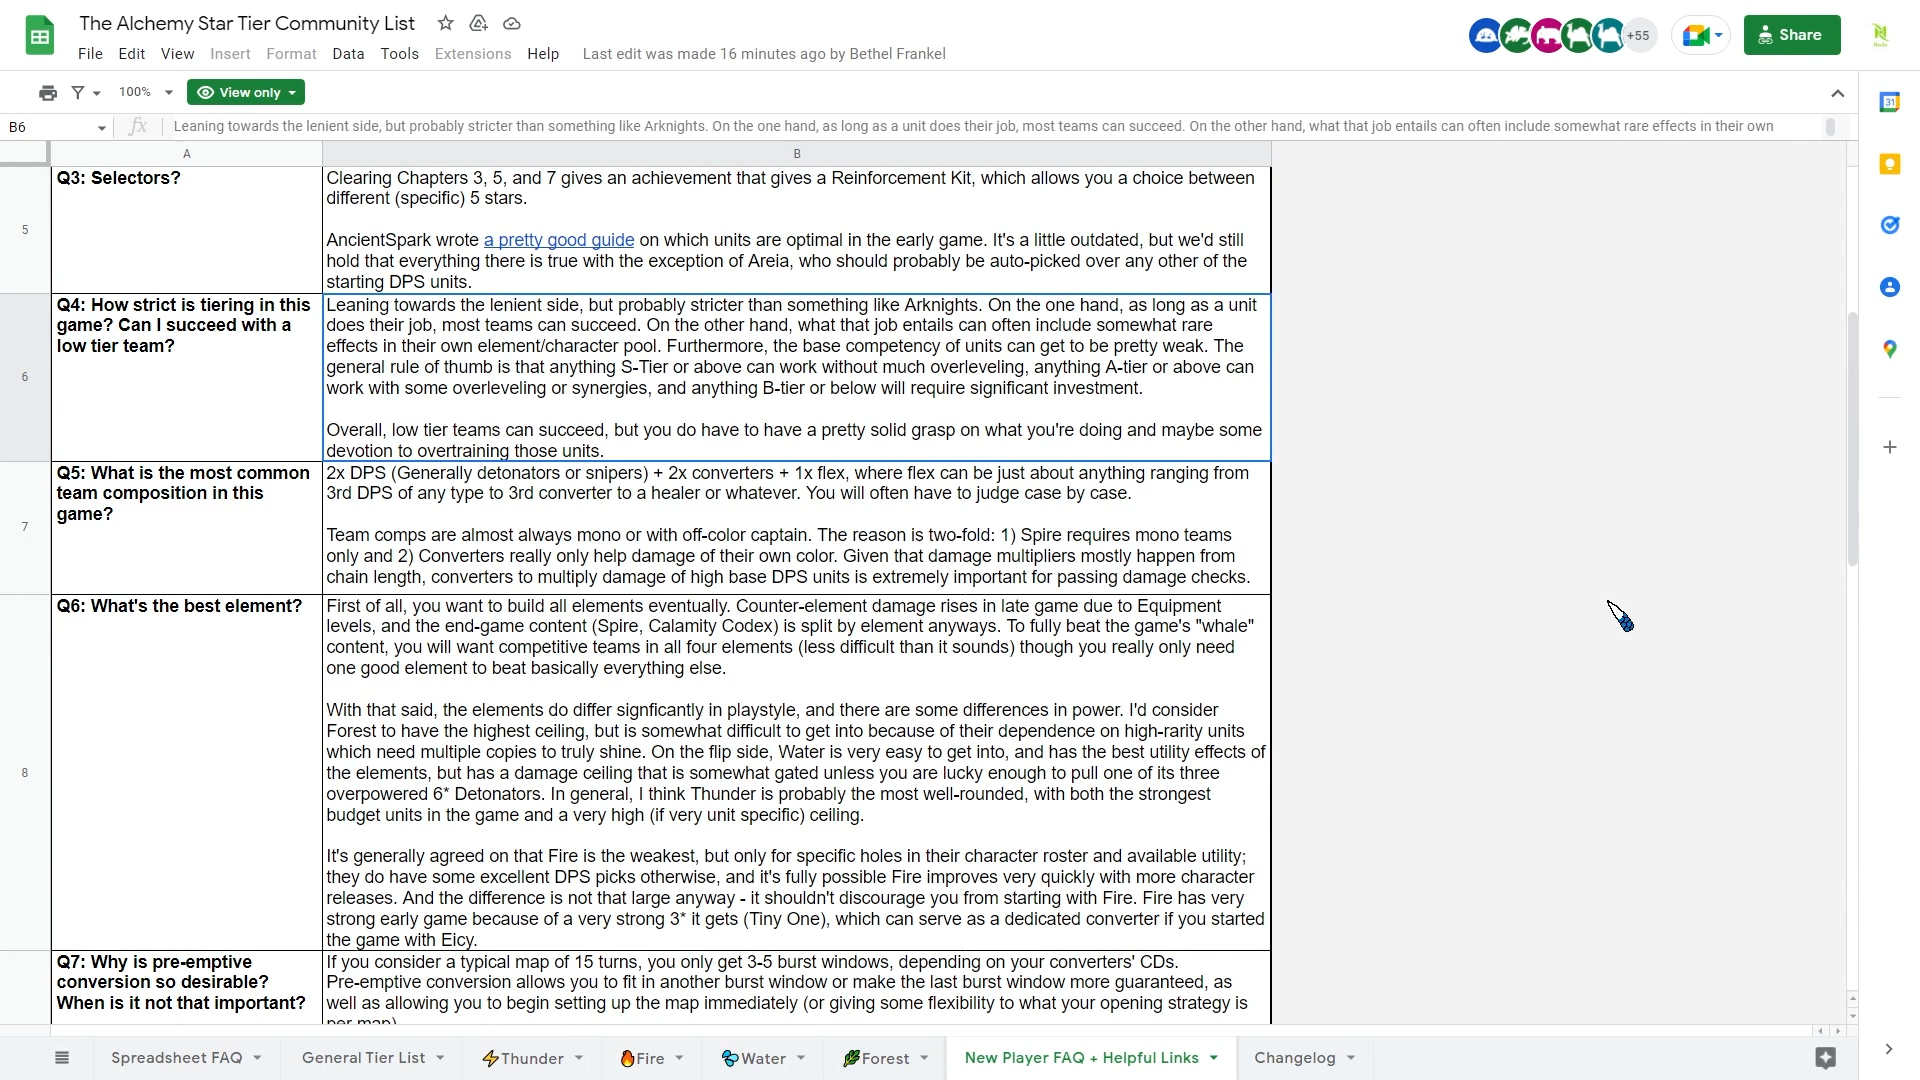 The Alchemy Star Tier Community List
+55
Share
File Edit View Insert Format Data Tools Extensions Help Last edit was made 16 minutes ago by Bethel Frankel
100% View only
B6 fx Leaning towards the lenient side, but probably stricter than something like Arknights. On the one hand, as long as a unit does their job, most teams can succeed. On the other hand, what that job entails can often include somewhat rare effects in their own
A B
5
Q3: Selectors?
Clearing Chapters 3, 5, and 7 gives an achievement that gives a Reinforcement Kit, which allows you a choice between
different (specific) 5 stars.
AncientSpark wrote a pretty good guide on which units are optimal in the early game. It's a little outdated, but we'd still
hold that everything there is true with the exception of Areia, who should probably be auto-picked over any other of the
starting DPS units.
6
Q4: How strict is tiering in this
game? Can I succeed with a
low tier team?
Leaning towards the lenient side, but probably stricter than something like Arknights. On the one hand, as long as a unit
does their job, most teams can succeed. On the other hand, what that job entails can often include somewhat rare
effects in their own element/character pool. Furthermore, the base competency of units can get to be pretty weak. The
general rule of thumb is that anything S-Tier or above can work without much overleveling, anything A-tier or above can
work with some overleveling or synergies, and anything B-tier or below will require significant investment.
Overall, low tier teams can succeed, but you do have to have a pretty solid grasp on what you're doing and maybe some
devotion to overtraining those units.
7
Q5: What is the most common
team composition in this
game?
2x DPS (Generally detonators or snipers) + 2x converters + 1x flex, where flex can be just about anything ranging from
3rd DPS of any type to 3rd converter to a healer or whatever. You will often have to judge case by case.
Team comps are almost always mono or with off-color captain. The reason is two-fold: 1) Spire requires mono teams
only and 2) Converters really only help damage of their own color. Given that damage multipliers mostly happen from
chain length, converters to multiply damage of high base DPS units is extremely important for passing damage checks.
8
Q6: What's the best element?
First of all, you want to build all elements eventually. Counter-element damage rises in late game due to Equipment
levels, and the end-game content (Spire, Calamity Codex) is split by element anyways. To fully beat the game's "whale"
content, you will want competitive teams in all four elements (less difficult than it sounds) though you really only need
one good element to beat basically everything else.
With that said, the elements do differ signficantly in playstyle, and there are some differences in power. I'd consider
Forest to have the highest ceiling, but is somewhat difficult to get into because of their dependence on high-rarity units
which need multiple copies to truly shine. On the flip side, Water is very easy to get into, and has the best utility effects of
the elements, but has a damage ceiling that is somewhat gated unless you are lucky enough to pull one of its three
overpowered 6* Detonators. In general, I think Thunder is probably the most well-rounded, with both the strongest
budget units in the game and a very high (if very unit specific) ceiling.
It's generally agreed on that Fire is the weakest, but only for specific holes in their character roster and available utility;
they do have some excellent DPS picks otherwise, and it's fully possible Fire improves very quickly with more character
releases. And the difference is not that large anyway - it shouldn't discourage you from starting with Fire. Fire has very
strong early game because of a very strong 3* it gets (Tiny One), which can serve as a dedicated converter if you started
the game with Eicy.
Q7: Why is pre-emptive
conversion so desirable?
When is it not that important?
If you consider a typical map of 15 turns, you only get 3-5 burst windows, depending on your converters' CDs.
Pre-emptive conversion allows you to fit in another burst window or make the last burst window more guaranteed, as
well as allowing you to begin setting up the map immediately (or giving some flexibility to what your opening strategy is
per map)
Spreadsheet FAQ General Tier List ⚡Thunder 🔥Fire 💦Water 🌿Forest New Player FAQ + Helpful Links Changelog
31